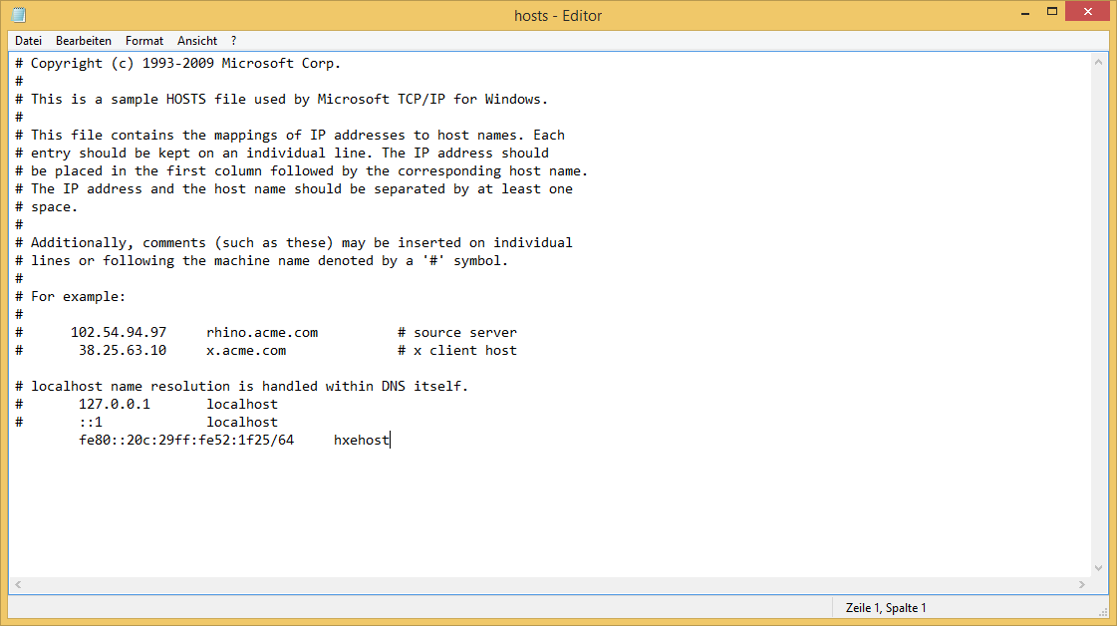 hosts - Editor
Datei Bearbeiten Format Ansicht ?
# Copyright (c) 1993-2009 Microsoft Corp.
#
# This is a sample HOSTS file used by Microsoft TCP/IP for Windows.
#
# This file contains the mappings of IP addresses to host names. Each
# entry should be kept on an individual line. The IP address should
# be placed in the first column followed by the corresponding host name.
# The IP address and the host name should be separated by at least one
# space.
#
# Additionally, comments (such as these) may be inserted on individual
# lines or following the machine name denoted by a '#' symbol.
#
# For example:
#
#      102.54.94.97     rhino.acme.com          # source server
#       38.25.63.10     x.acme.com              # x client host

# localhost name resolution is handled within DNS itself.
#       127.0.0.1       localhost
#       ::1             localhost
        fe80::20c:29ff:fe52:1f25/64     hxehost
Zeile 1, Spalte 1